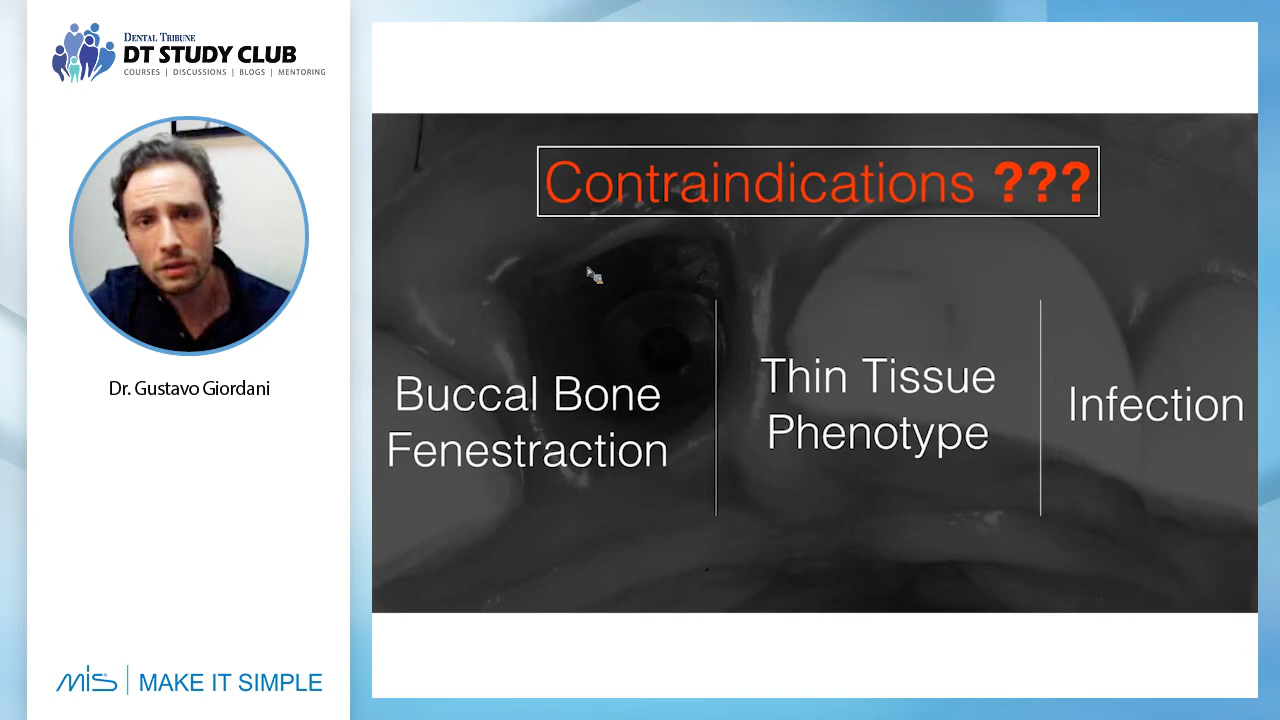 DENTAL TRIBUNE
DT STUDY CLUB
COURSES | DISCUSSIONS | BLOGS | MENTORING
Dr. Gustavo Giordani
mis | MAKE IT SIMPLE
Contraindications ???
Buccal Bone
Fenestraction
Thin Tissue
Phenotype
Infection